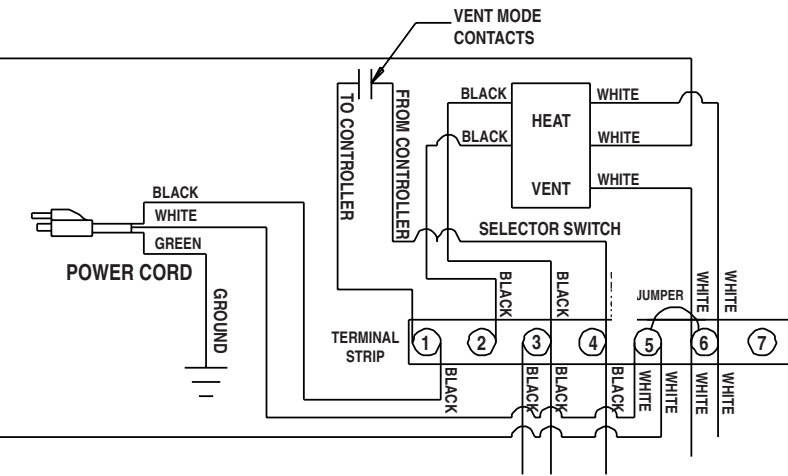 VENT MODE
CONTACTS
BLACK
WHITE
HEAT
BLACK
WHITE
VENT
WHITE
TO CONTROLLER
FROM CONTROLLER
SELECTOR SWITCH
BLACK
WHITE
GREEN
POWER CORD
GROUND
BLACK
BLACK
WHITE
WHITE
JUMPER
TERMINAL
STRIP
1
2
3
4
5
6
7
BLACK
BLACK
BLACK
BLACK
WHITE
WHITE
WHITE
WHITE